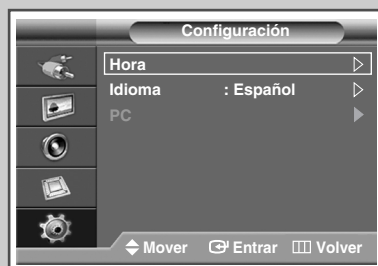 Configuración
Hora
Idioma : Español
PC
Mover Entrar Volver